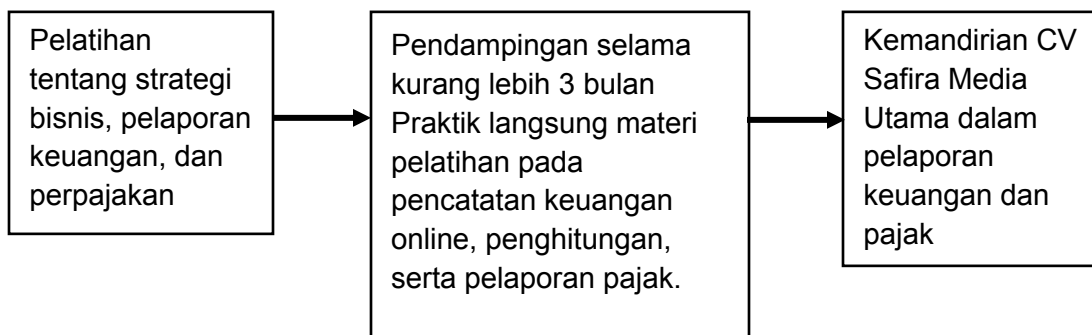 Pelatihan
tentang strategi
bisnis, pelaporan
keuangan, dan
perpajakan
Pendampingan selama
kurang lebih 3 bulan
Praktik langsung materi
pelatihan pada
pencatatan keuangan
online, penghitungan,
serta pelaporan pajak.
Kemandirian CV
Safira Media
Utama dalam
pelaporan
keuangan dan
pajak